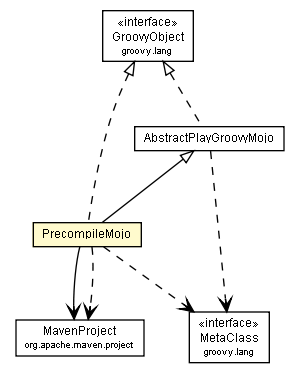 «interface»
GroovyObject
groovy.lang
AbstractPlayGroovyMojo
PrecompileMojo
MavenProject
org.apache.maven.project
«interface»
MetaClass
groovy.lang